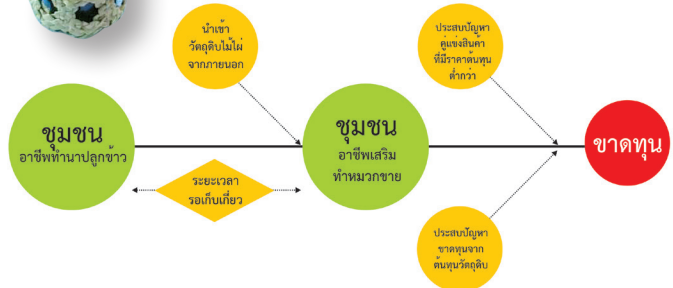 นำเข้า
วัตถุดิบไม้ไผ่
จากภายนอก
ประสบปัญหา
คู่แข่งสินค้า
ที่มีราคาต้นทุน
ต่ำกว่า
ชุมชน
อาชีพทำนาปลูกข้าว
ชุมชน
อาชีพเสริม
ทำหมวกขาย
ขาดทุน
ระยะเวลา
รอเก็บเกี่ยว
ประสบปัญหา
ขาดทุนจาก
ต้นทุนวัตถุดิบ